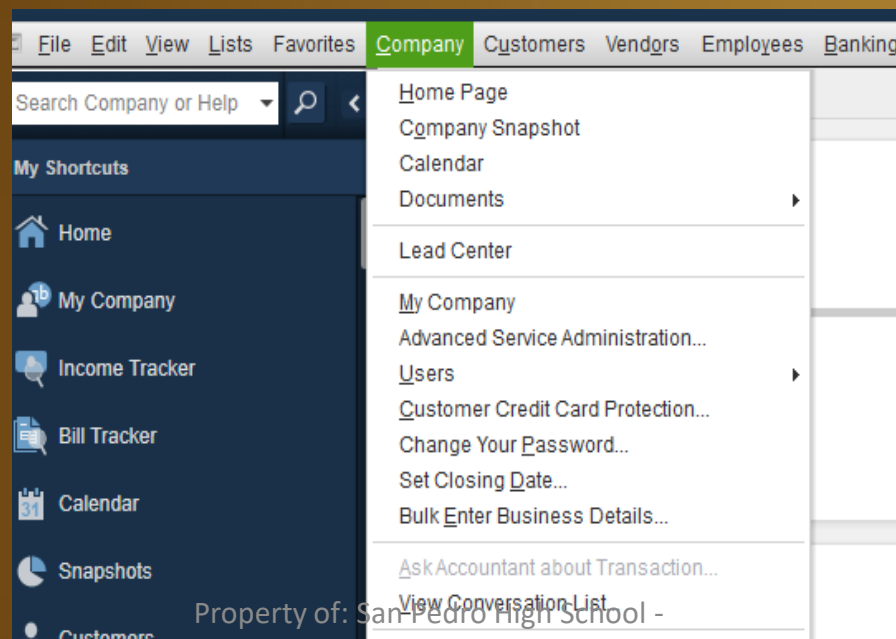 File Edit View Lists Favorites Company Customers Vendors Employees Banking
Search Company or Help
My Shortcuts
Home
My Company
Income Tracker
Bill Tracker
31
Calendar
Snapshots
Customers
Home Page
Company Snapshot
Calendar
Documents
Lead Center
My Company
Advanced Service Administration...
Users
Customer Credit Card Protection...
Change Your Password...
Set Closing Date...
Bulk Enter Business Details...
Ask Accountant about Transaction...
View Conversation List...
Property of: San Pedro High School -